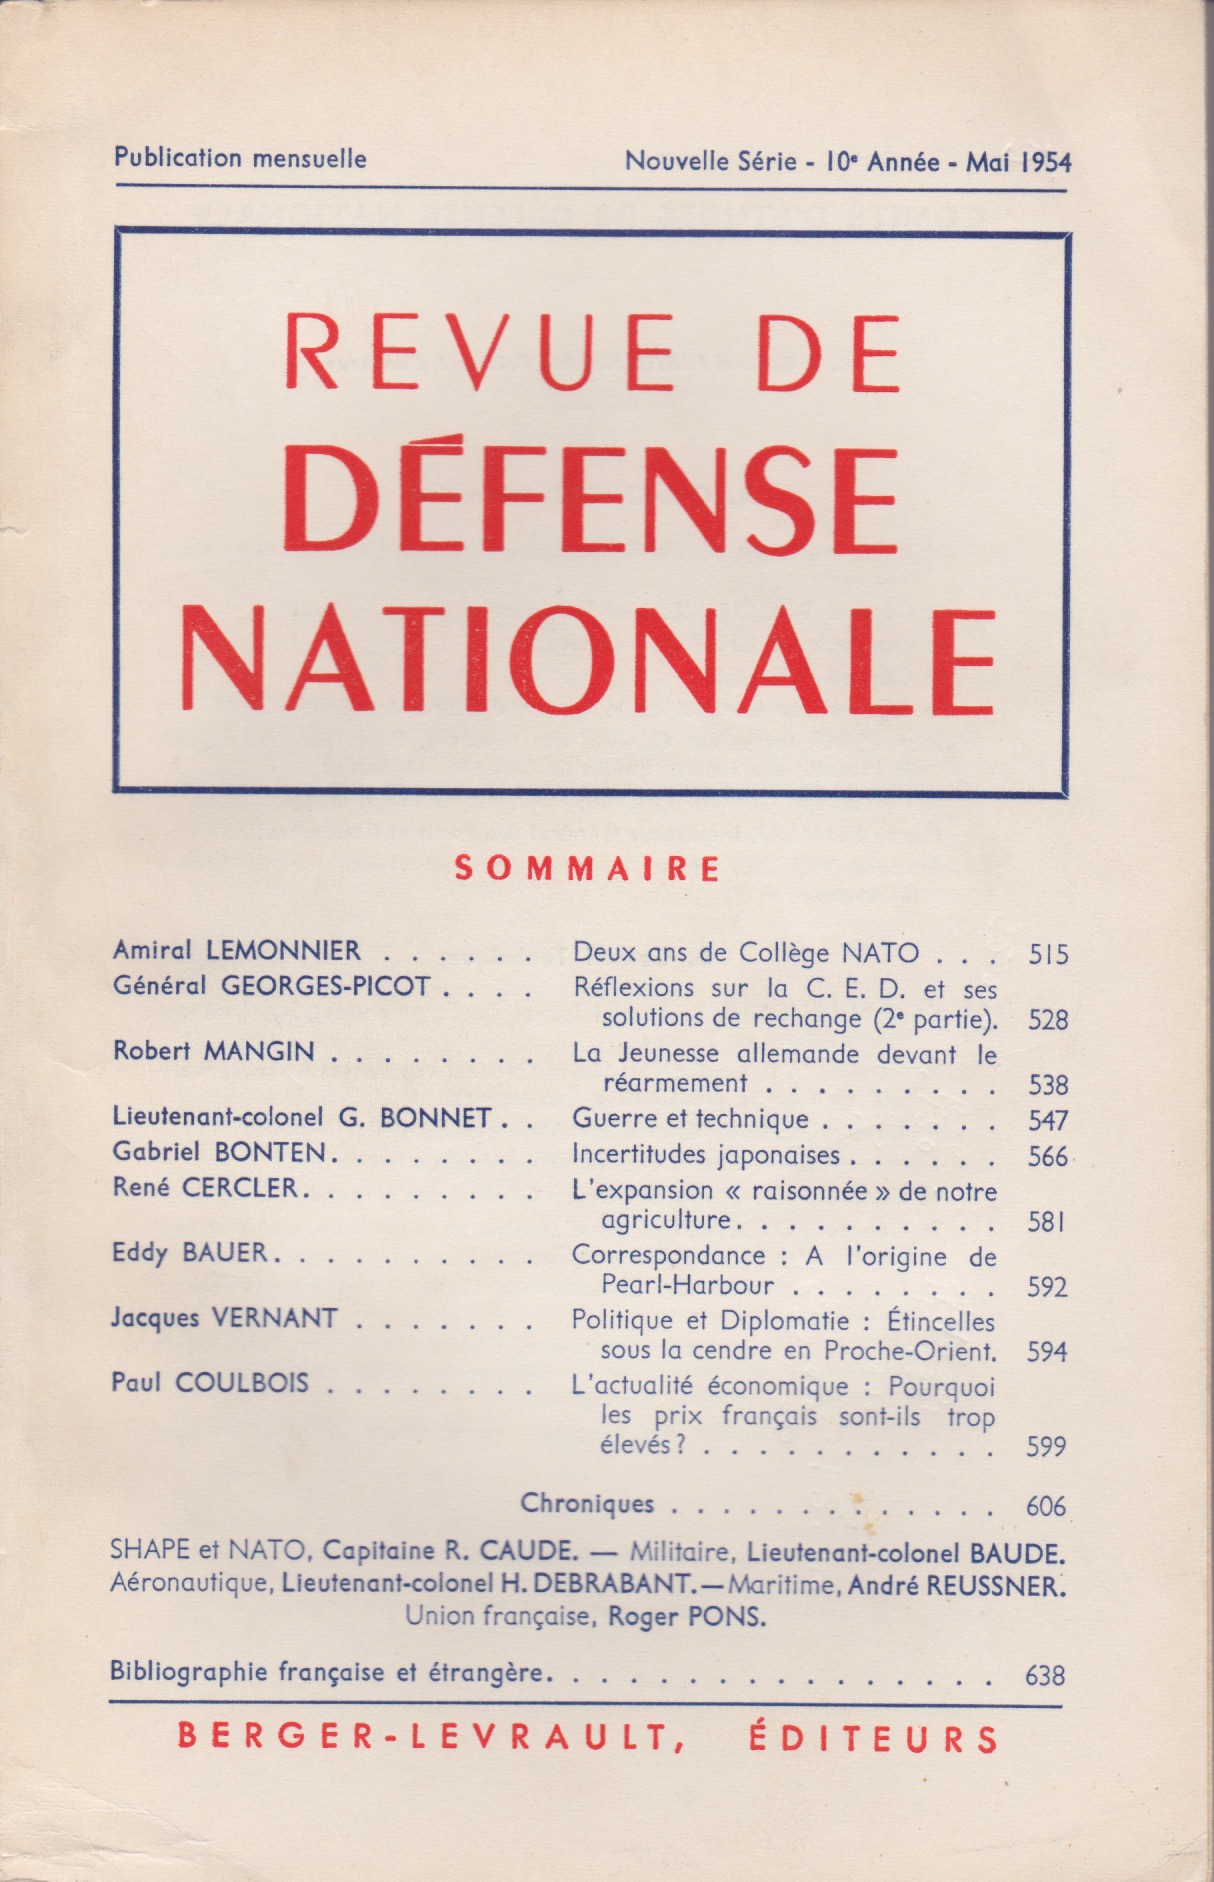 Publication mensuelle Nouvelle Série - 10e Année - Mai 1954
REVUE DE
DÉFENSE
NATIONALE
SOMMAIRE
Amiral LEMONNIER . . . . . . Deux ans de Collège NATO . . . 515
Général GEORGES-PICOT . . . . Réflexions sur la C. E. D. et ses
solutions de rechange (2e partie). 528
Robert MANGIN . . . . . . . . La Jeunesse allemande devant le
réarmement . . . . . . . . . 538
Lieutenant-colonel G. BONNET . . Guerre et technique . . . . . . . 547
Gabriel BONTEN. . . . . . . . Incertitudes japonaises . . . . . . 566
René CERCLER. . . . . . . . . L'expansion « raisonnée » de notre
agriculture. . . . . . . . . . 581
Eddy BAUER. . . . . . . . . . Correspondance : A l'origine de
Pearl-Harbour . . . . . . . . 592
Jacques VERNANT . . . . . . . Politique et Diplomatie : Étincelles
sous la cendre en Proche-Orient. 594
Paul COULBOIS . . . . . . . . L'actualité économique : Pourquoi
les prix français sont-ils trop
élevés ? . . . . . . . . . . . 599
Chroniques . . . . . . . . . . . . . 606
SHAPE et NATO, Capitaine R. CAUDE. — Militaire, Lieutenant-colonel BAUDE.
Aéronautique, Lieutenant-colonel H. DEBRABANT. — Maritime, André REUSSNER.
Union française, Roger PONS.
Bibliographie française et étrangère. . . . . . . . . . . . . . . . . 638
BERGER-LEVRAULT, ÉDITEURS